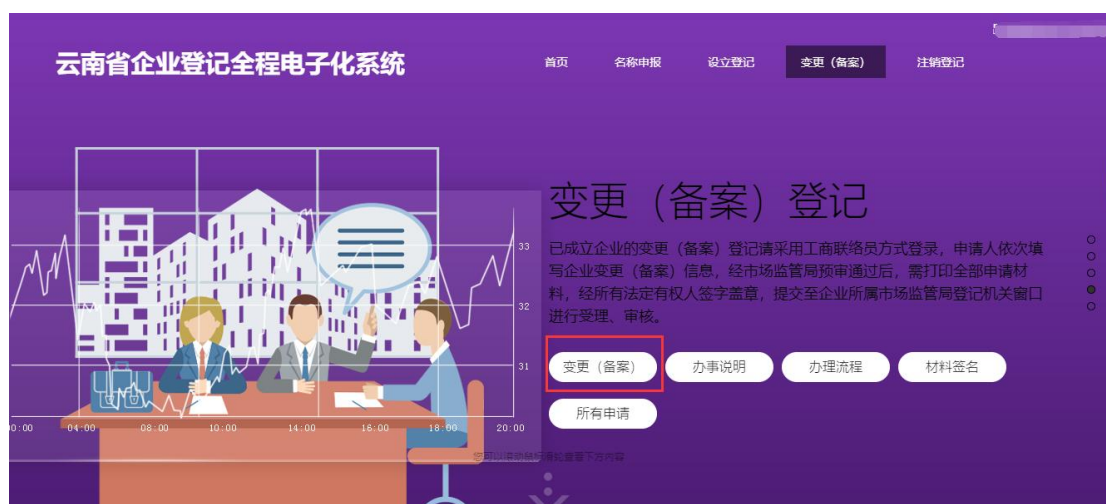 云南省企业登记全程电子化系统
首页 名称申报 设立登记 变更（备案） 注销登记
变更（备案）登记
已成立企业的变更（备案）登记请采用工商联络员方式登录，申请人依次填
写企业变更（备案）信息，经市场监管局预审通过后，需打印全部申请材
料，经所有法定有权人签字盖章，提交至企业所属市场监管局登记机关窗口
进行受理、审核。
变更（备案） 办事说明 办理流程 材料签名
所有申请
33
32
31
0:00 04:00 08:00 10:00 14:00 16:00 18:00 20:00